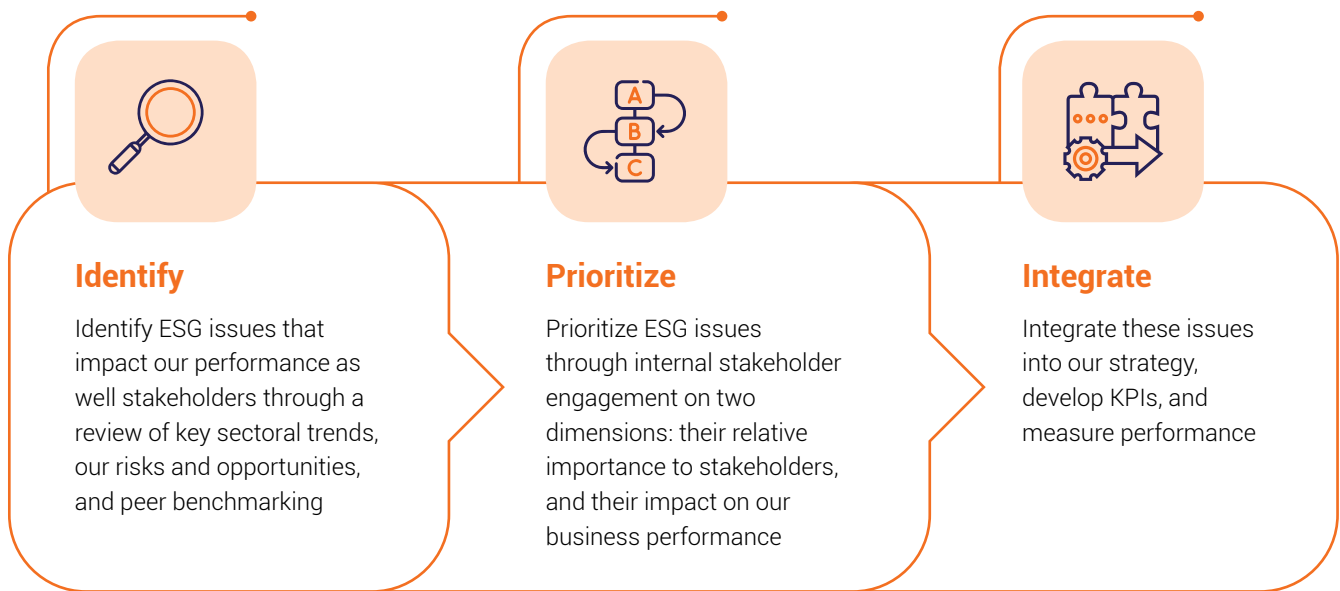 A
B
C
Identify
Identify ESG issues that
impact our performance as
well stakeholders through a
review of key sectoral trends,
our risks and opportunities,
and peer benchmarking
Prioritize
Prioritize ESG issues
through internal stakeholder
engagement on two
dimensions: their relative
importance to stakeholders,
and their impact on our
business performance
Integrate
Integrate these issues
into our strategy,
develop KPIs, and
measure performance